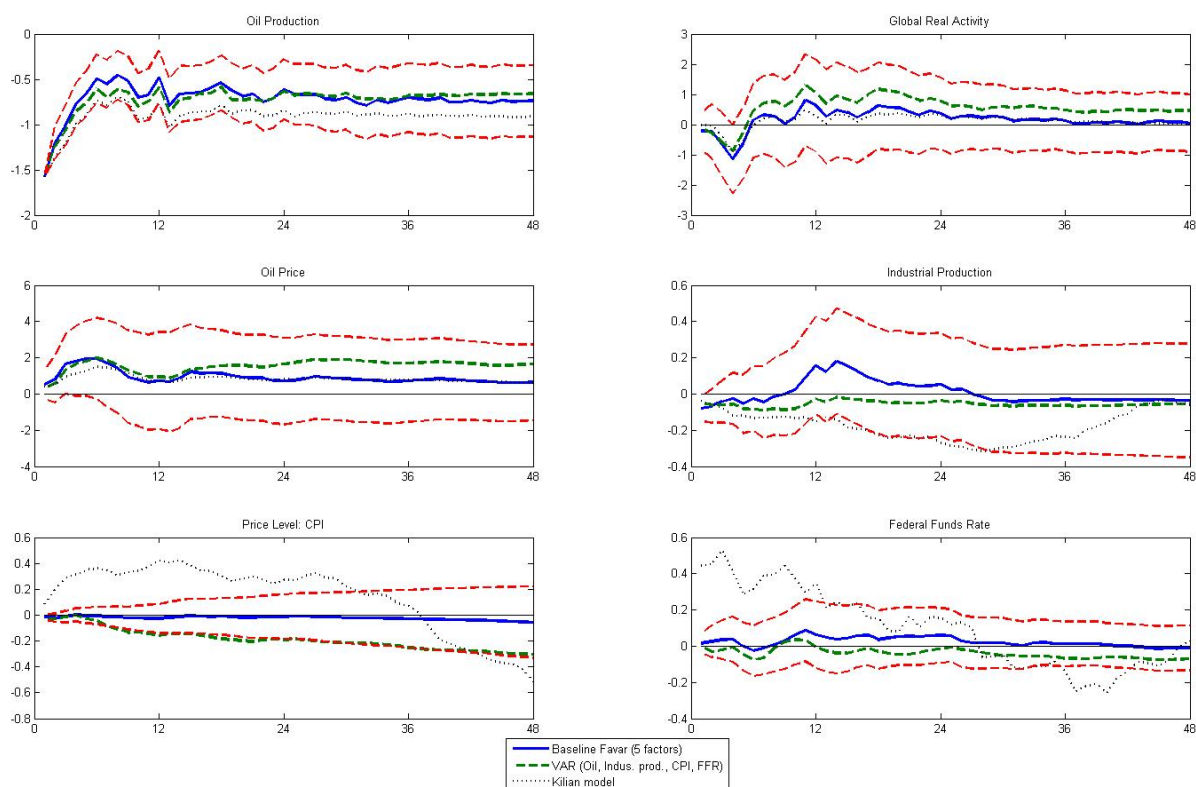 Oil Production
Global Real Activity
0
-0.5
-1
-1.5
-2
0 12 24 36 48
3
2
1
0
-1
-2
-3
0 12 24 36 48
Oil Price
Industrial Production
6
4
2
0
-2
-4
0 12 24 36 48
0.6
0.4
0.2
0
-0.2
-0.4
0 12 24 36 48
Price Level: CPI
Federal Funds Rate
0.6
0.4
0.2
0
-0.2
-0.4
-0.6
-0.8
0 12 24 36 48
0.6
0.4
0.2
0
-0.2
-0.4
0 12 24 36 48
Baseline Favar (5 factors)
VAR (Oil, Indus. prod., CPI, FFR)
Kilian model